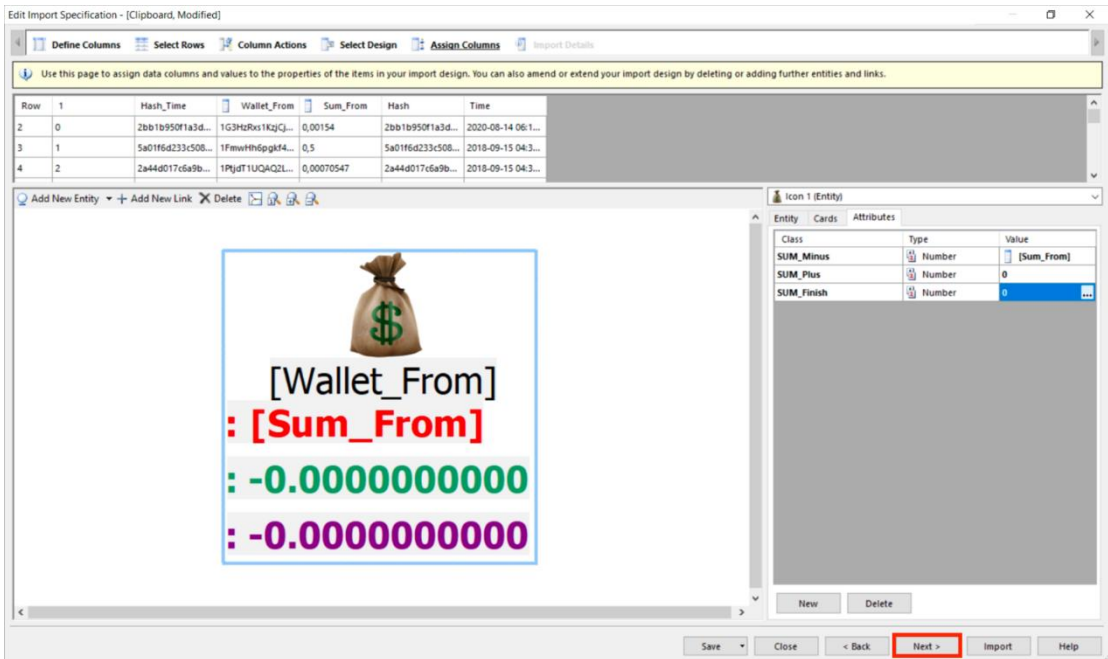 Edit Import Specification - [Clipboard, Modified]
Define Columns Select Rows Column Actions Select Design Assign Columns Import Details
Use this page to assign data columns and values to the properties of the items in your import design. You can also amend or extend your import design by deleting or adding further entities and links.
Row 1 Hash_Time Wallet_From Sum_From Hash Time
2 0 2bb1b950f1a3d... 1G3HzRxs1KzjCj... 0,00154 2bb1b950f1a3d... 2020-08-14 06:1...
3 1 5a01f6d233c508... 1FmwHh6pgkf4... 0,5 5a01f6d233c508... 2018-09-15 04:3...
4 2 2a44d017c6a9b... 1PtjdT1UQAQ2L... 0,00070547 2a44d017c6a9b... 2018-09-15 04:3...
Add New Entity Add New Link Delete
Icon 1 (Entity)
Entity Cards Attributes
Class Type Value
SUM_Minus Number [Sum_From]
SUM_Plus Number 0
SUM_Finish Number 0 ...
$
[Wallet_From]
: [Sum_From]
: -0.0000000000
: -0.0000000000
New Delete
Save Close < Back Next > Import Help